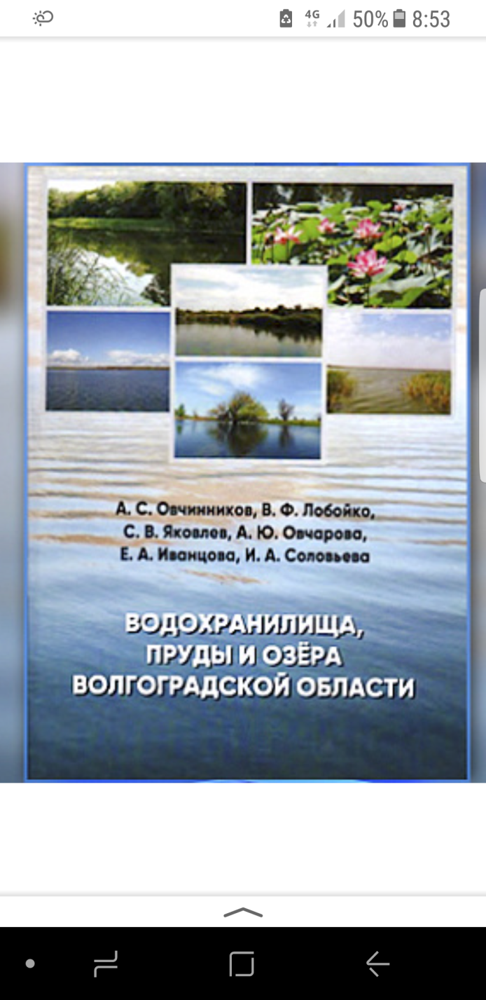 4G 50% 8:53
А. С. Овчинников, В. Ф. Лобойко,
С. В. Яковлев, А. Ю. Овчарова,
Е. А. Иванцова, И. А. Соловьева
ВОДОХРАНИЛИЩА,
ПРУДЫ И ОЗЁРА
ВОЛГОГРАДСКОЙ ОБЛАСТИ